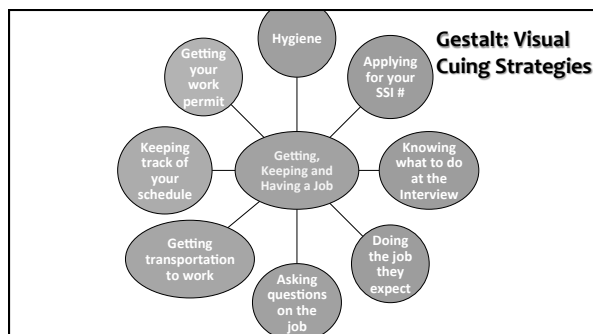 Gestalt: Visual
Cuing Strategies
Hygiene
Applying
for your
SSI #
Knowing
what to do
at the
Interview
Doing
the job
they
expect
Asking
questions
on the
job
Getting
transportation
to work
Keeping
track of
your
schedule
Getting
your
work
permit
Getting,
Keeping and
Having a Job